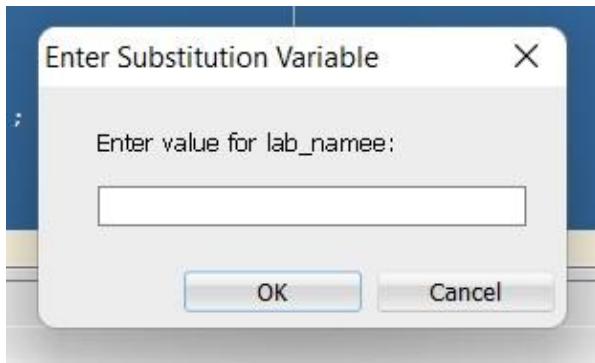 Enter Substitution Variable
;
Enter value for lab_namee:
OK
Cancel